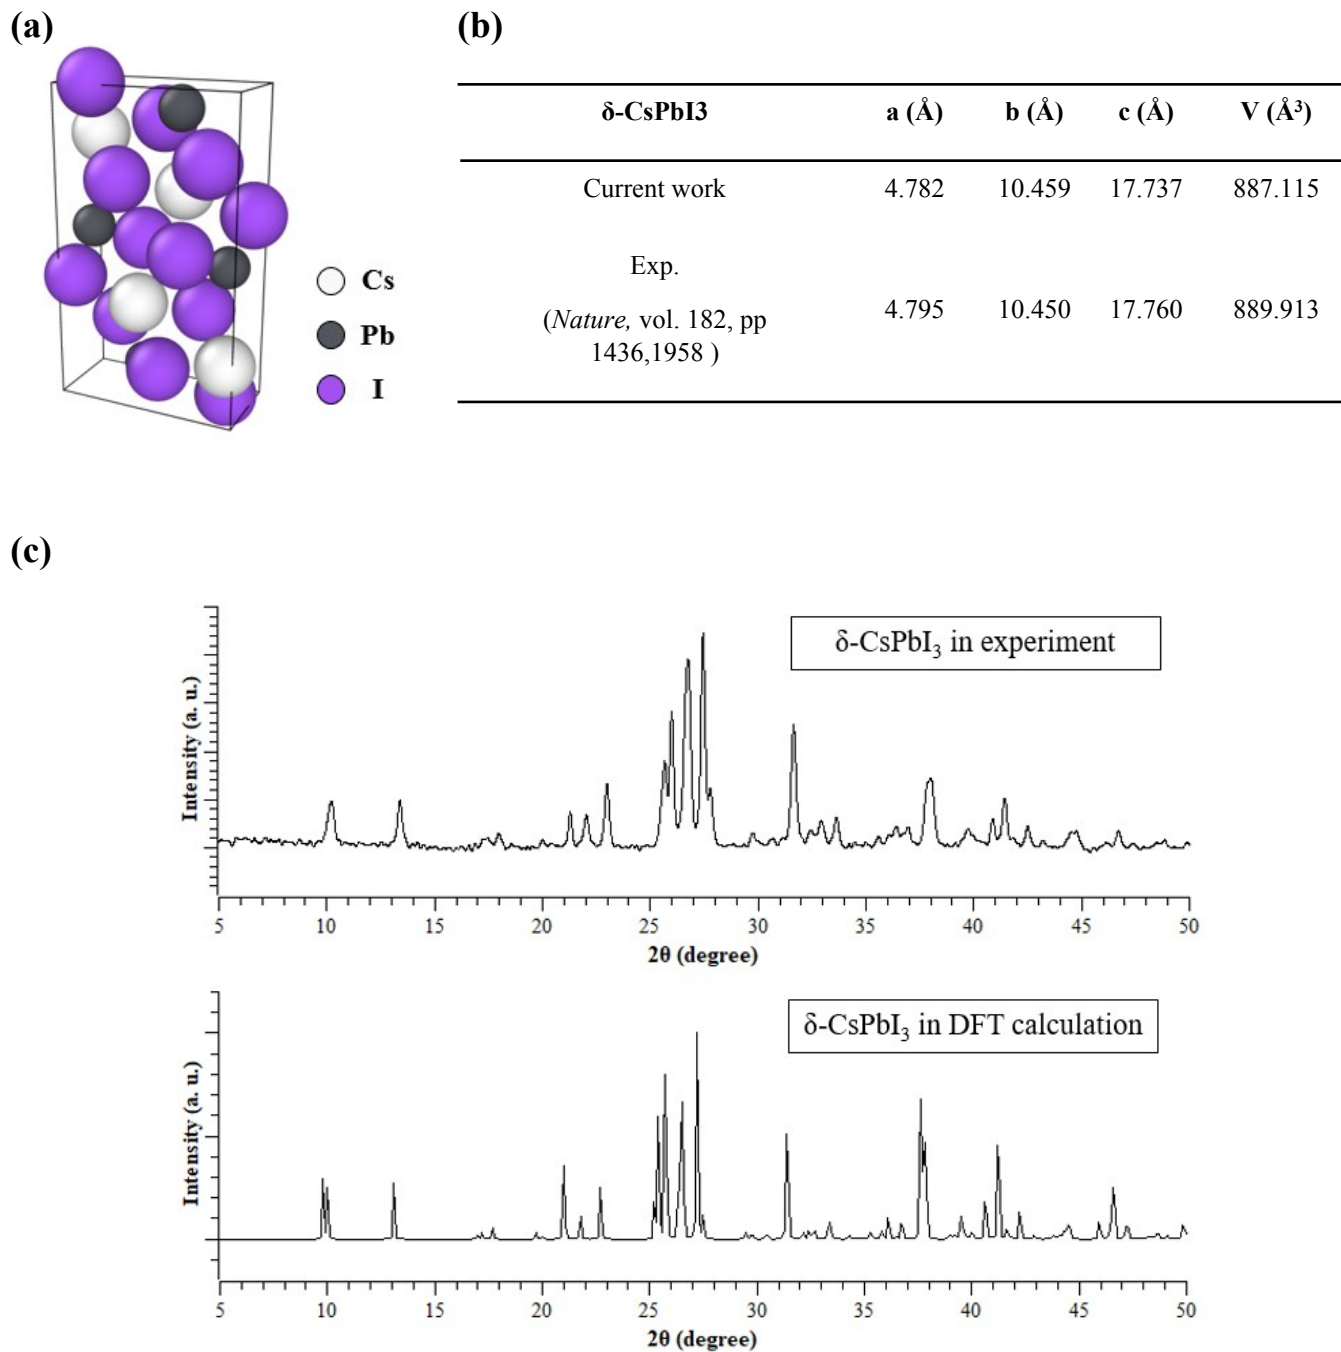 (a)
Cs
Pb
I
(b)
δ-CsPbI3 a (Å) b (Å) c (Å) V (Å³)
Current work 4.782 10.459 17.737 887.115
Exp.
(Nature, vol. 182, pp
1436,1958 )
4.795 10.450 17.760 889.913
(c)
δ-CsPbI₃ in experiment
Intensity (a. u.)
5 10 15 20 25 30 35 40 45 50
2θ (degree)
δ-CsPbI₃ in DFT calculation
Intensity (a. u.)
5 10 15 20 25 30 35 40 45 50
2θ (degree)